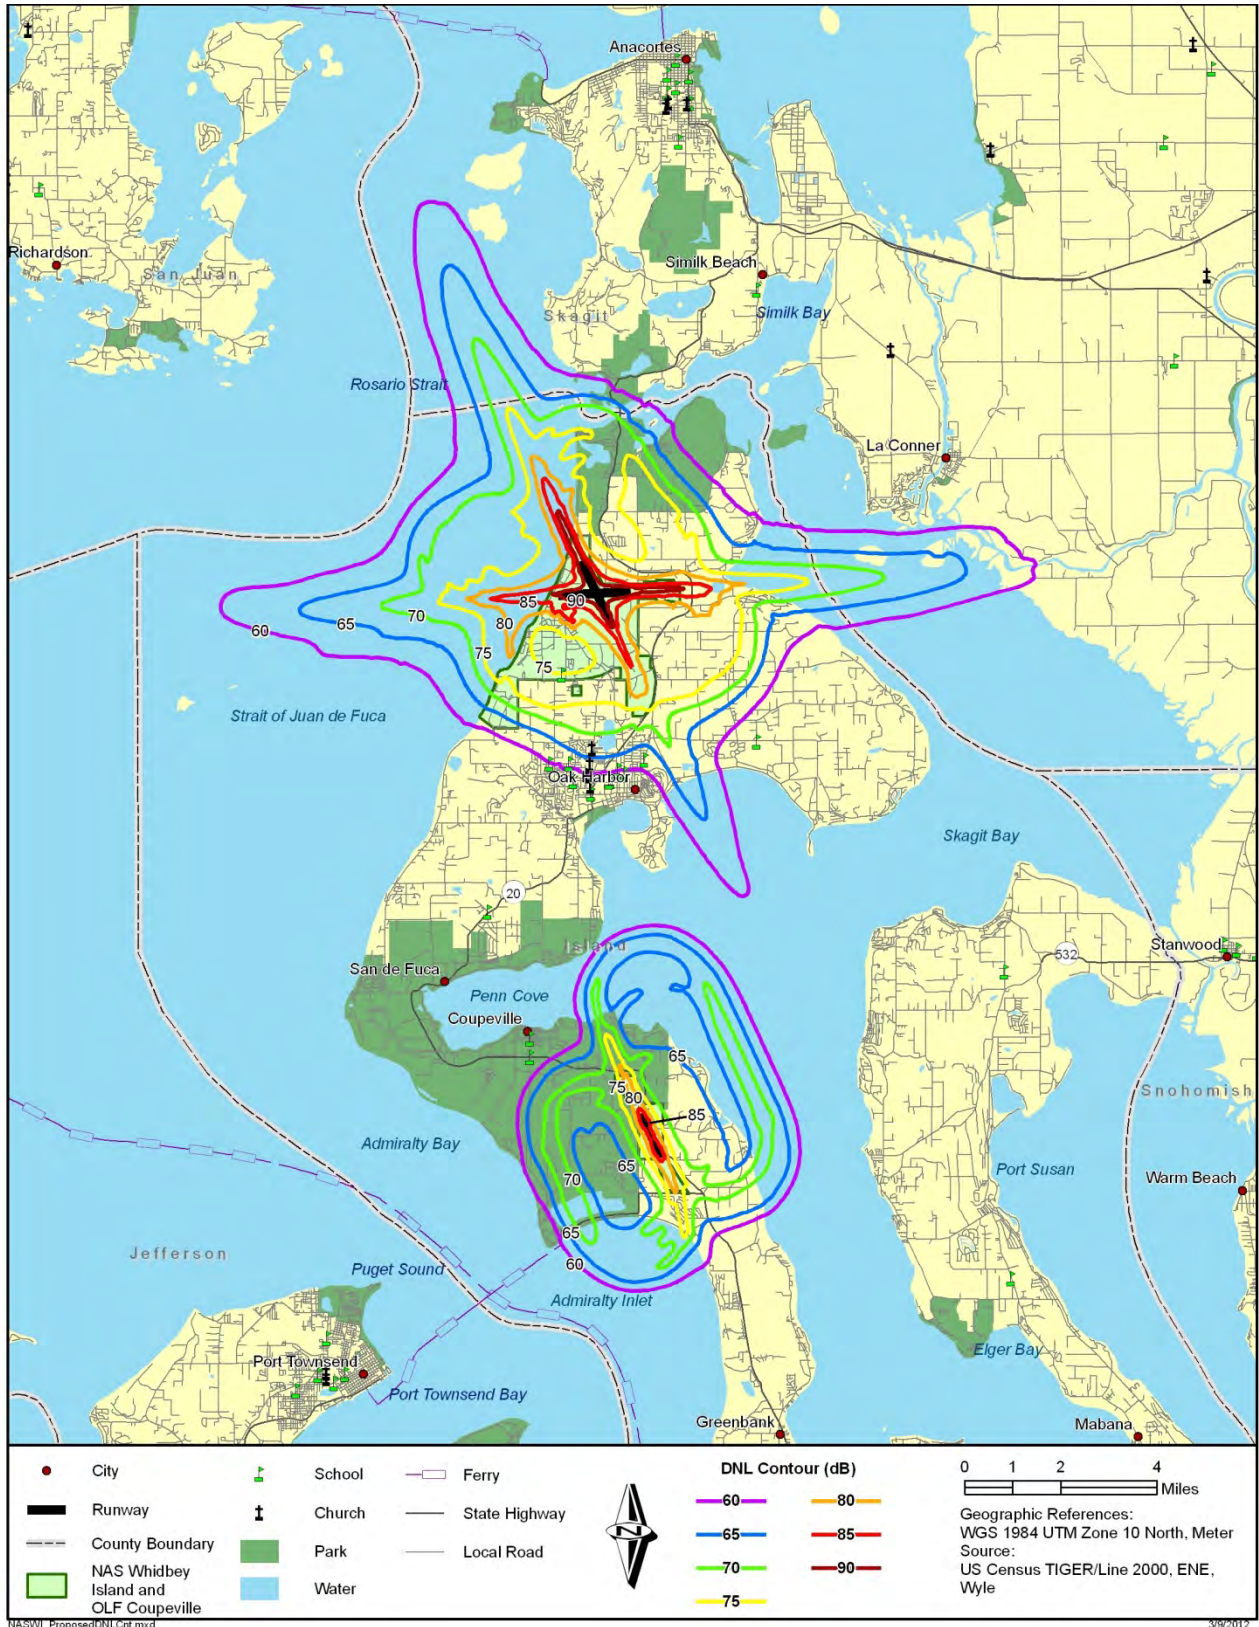 Anacortes
Richardson
San Juan
Similk Beach
Skagit
Similk Bay
Rosario Strait
La Conner
60
65
70
75
80
85
90
75
Strait of Juan de Fuca
Oak Harbor
Skagit Bay
20
Island
Stanwood
532
San de Fuca
Penn Cove
Coupeville
65
75
80
85
Snohomish
Admiralty Bay
65
70
Port Susan
Warm Beach
65
60
Jefferson
Puget Sound
Admiralty Inlet
Elger Bay
Port Townsend
Port Townsend Bay
Greenbank
Mabana
City
Runway
County Boundary
NAS Whidbey
Island and
OLF Coupeville
School
Church
Park
Water
Ferry
State Highway
Local Road
N
DNL Contour (dB)
60
65
70
75
80
85
90
0 1 2 4
Miles
Geographic References:
WGS 1984 UTM Zone 10 North, Meter
Source:
US Census TIGER/Line 2000, ENE,
Wyle
NASWI_ProposedDNLCnt.mxd
3/9/2012